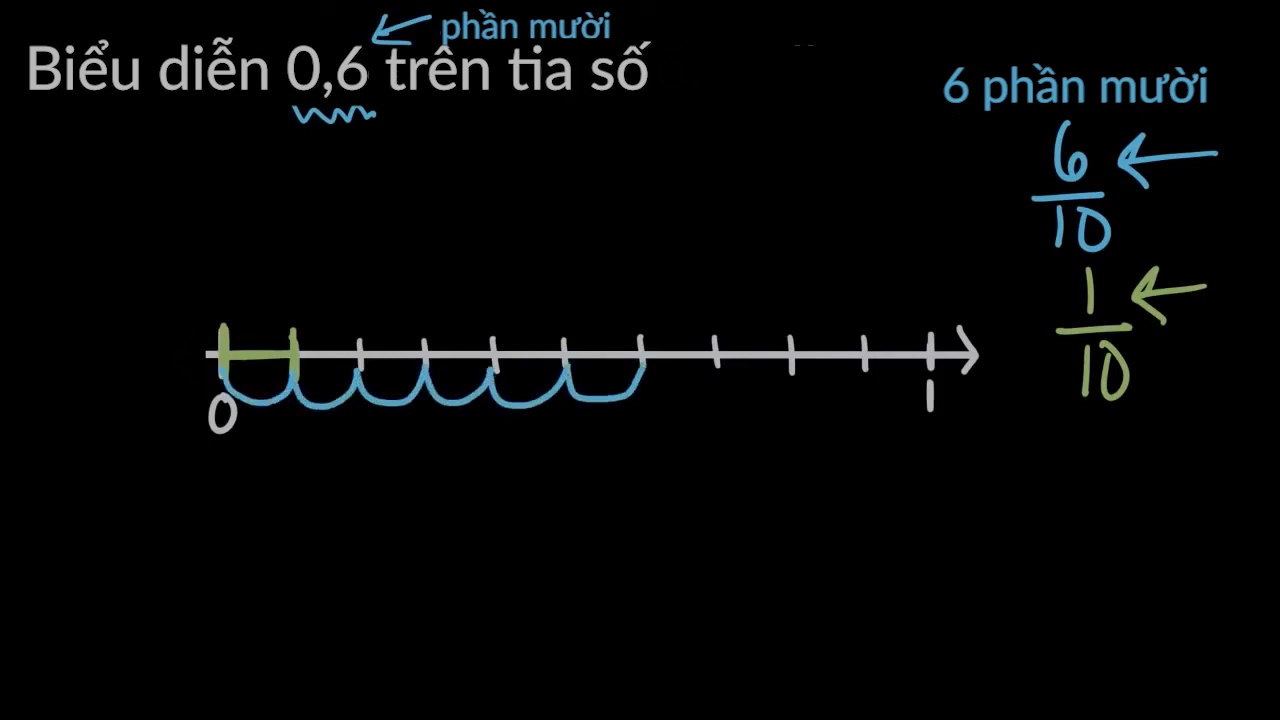 phần mười
Biểu diễn 0,6 trên tia số
6 phần mười
6
10
1
10
0
1